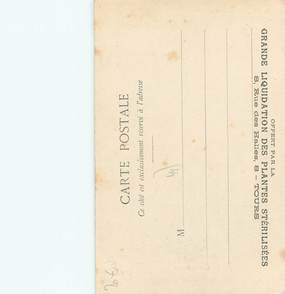 OFFERT PAR LA
GRANDE LIQUIDATION DES PLANTES STÉRILISÉES
8, Rue des Halles, 8 — TOURS
CARTE POSTALE
Ce côté est exclusivement réservé à l'adresse
M